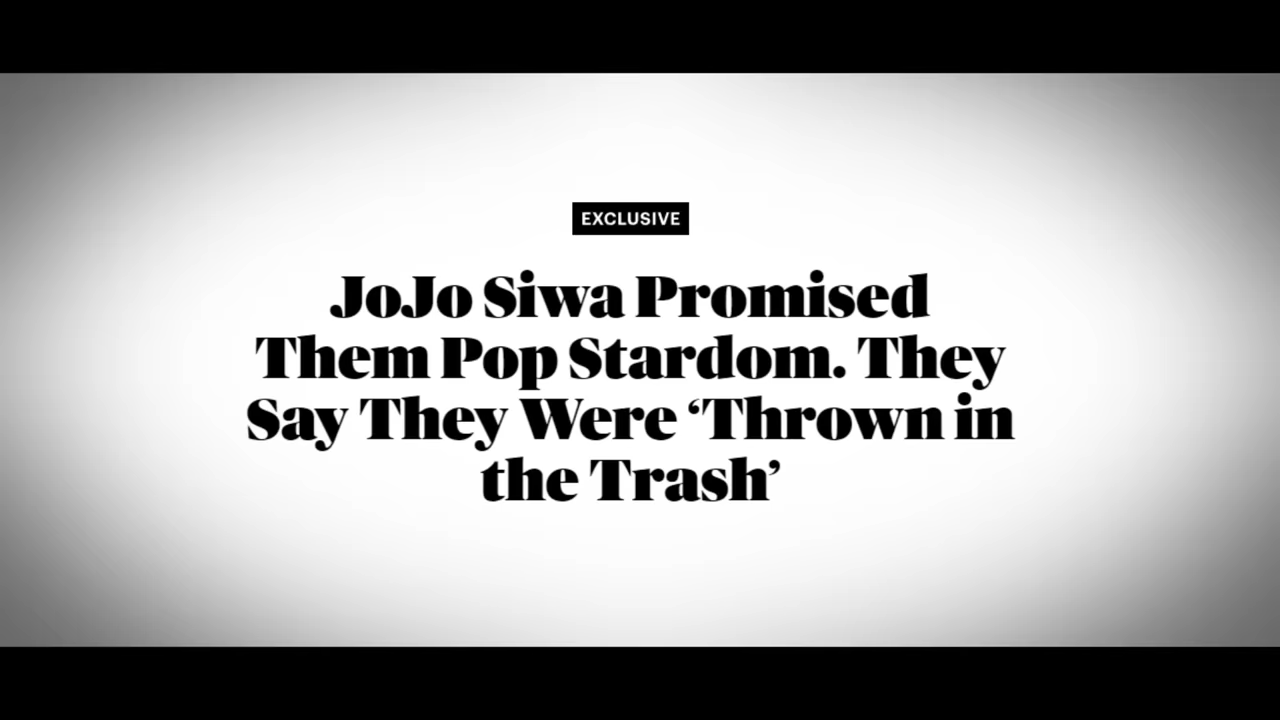 EXCLUSIVE
JoJo Siwa Promised
Them Pop Stardom. They
Say They Were ‘Thrown in
the Trash’